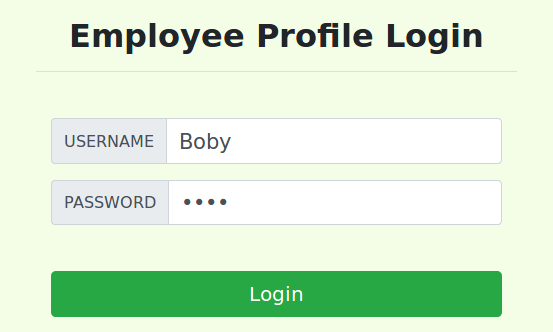 Employee Profile Login
USERNAME Boby
PASSWORD ••••
Login